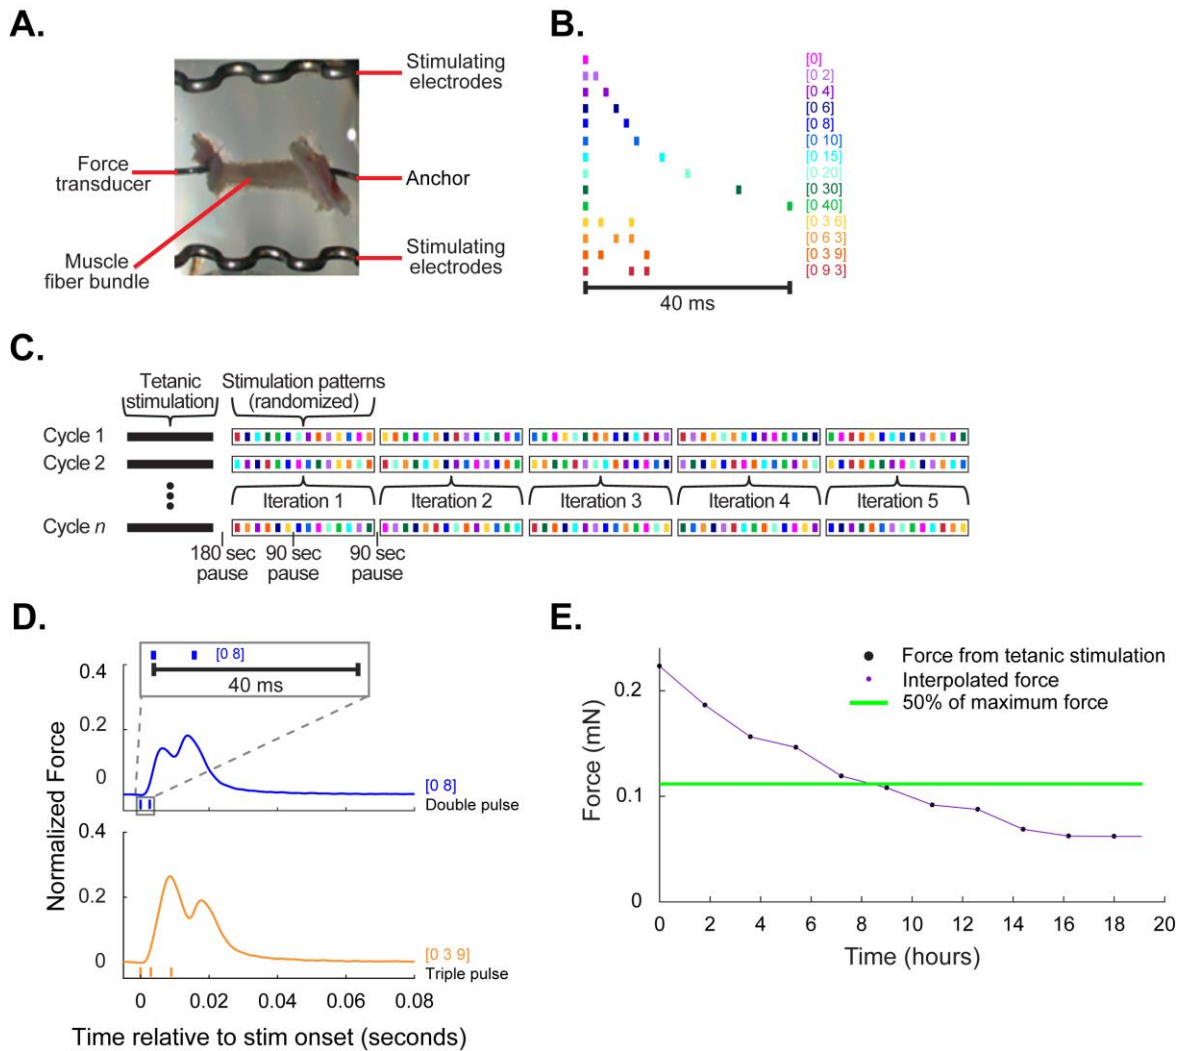 A.
Stimulating
electrodes
Force
transducer
Anchor
Muscle
fiber bundle
Stimulating
electrodes
B.
[0]
[0 2]
[0 4]
[0 6]
[0 8]
[0 10]
[0 15]
[0 20]
[0 30]
[0 40]
[0 3 6]
[0 6 3]
[0 3 9]
[0 9 3]
40 ms
C.
Tetanic
stimulation
Stimulation patterns
(randomized)
Cycle 1
Cycle 2
Iteration 1
Iteration 2
Iteration 3
Iteration 4
Iteration 5
Cycle n
180 sec
pause
90 sec
pause
90 sec
pause
D.
Normalized Force
0.4
0.2
0
[0 8]
40 ms
[0 8]
Double pulse
0.4
0.2
0
[0 3 9]
Triple pulse
0 0.02 0.04 0.06 0.08
Time relative to stim onset (seconds)
E.
Force from tetanic stimulation
Interpolated force
50% of maximum force
Force (mN)
0.2
0.1
0
0 2 4 6 8 10 12 14 16 18 20
Time (hours)